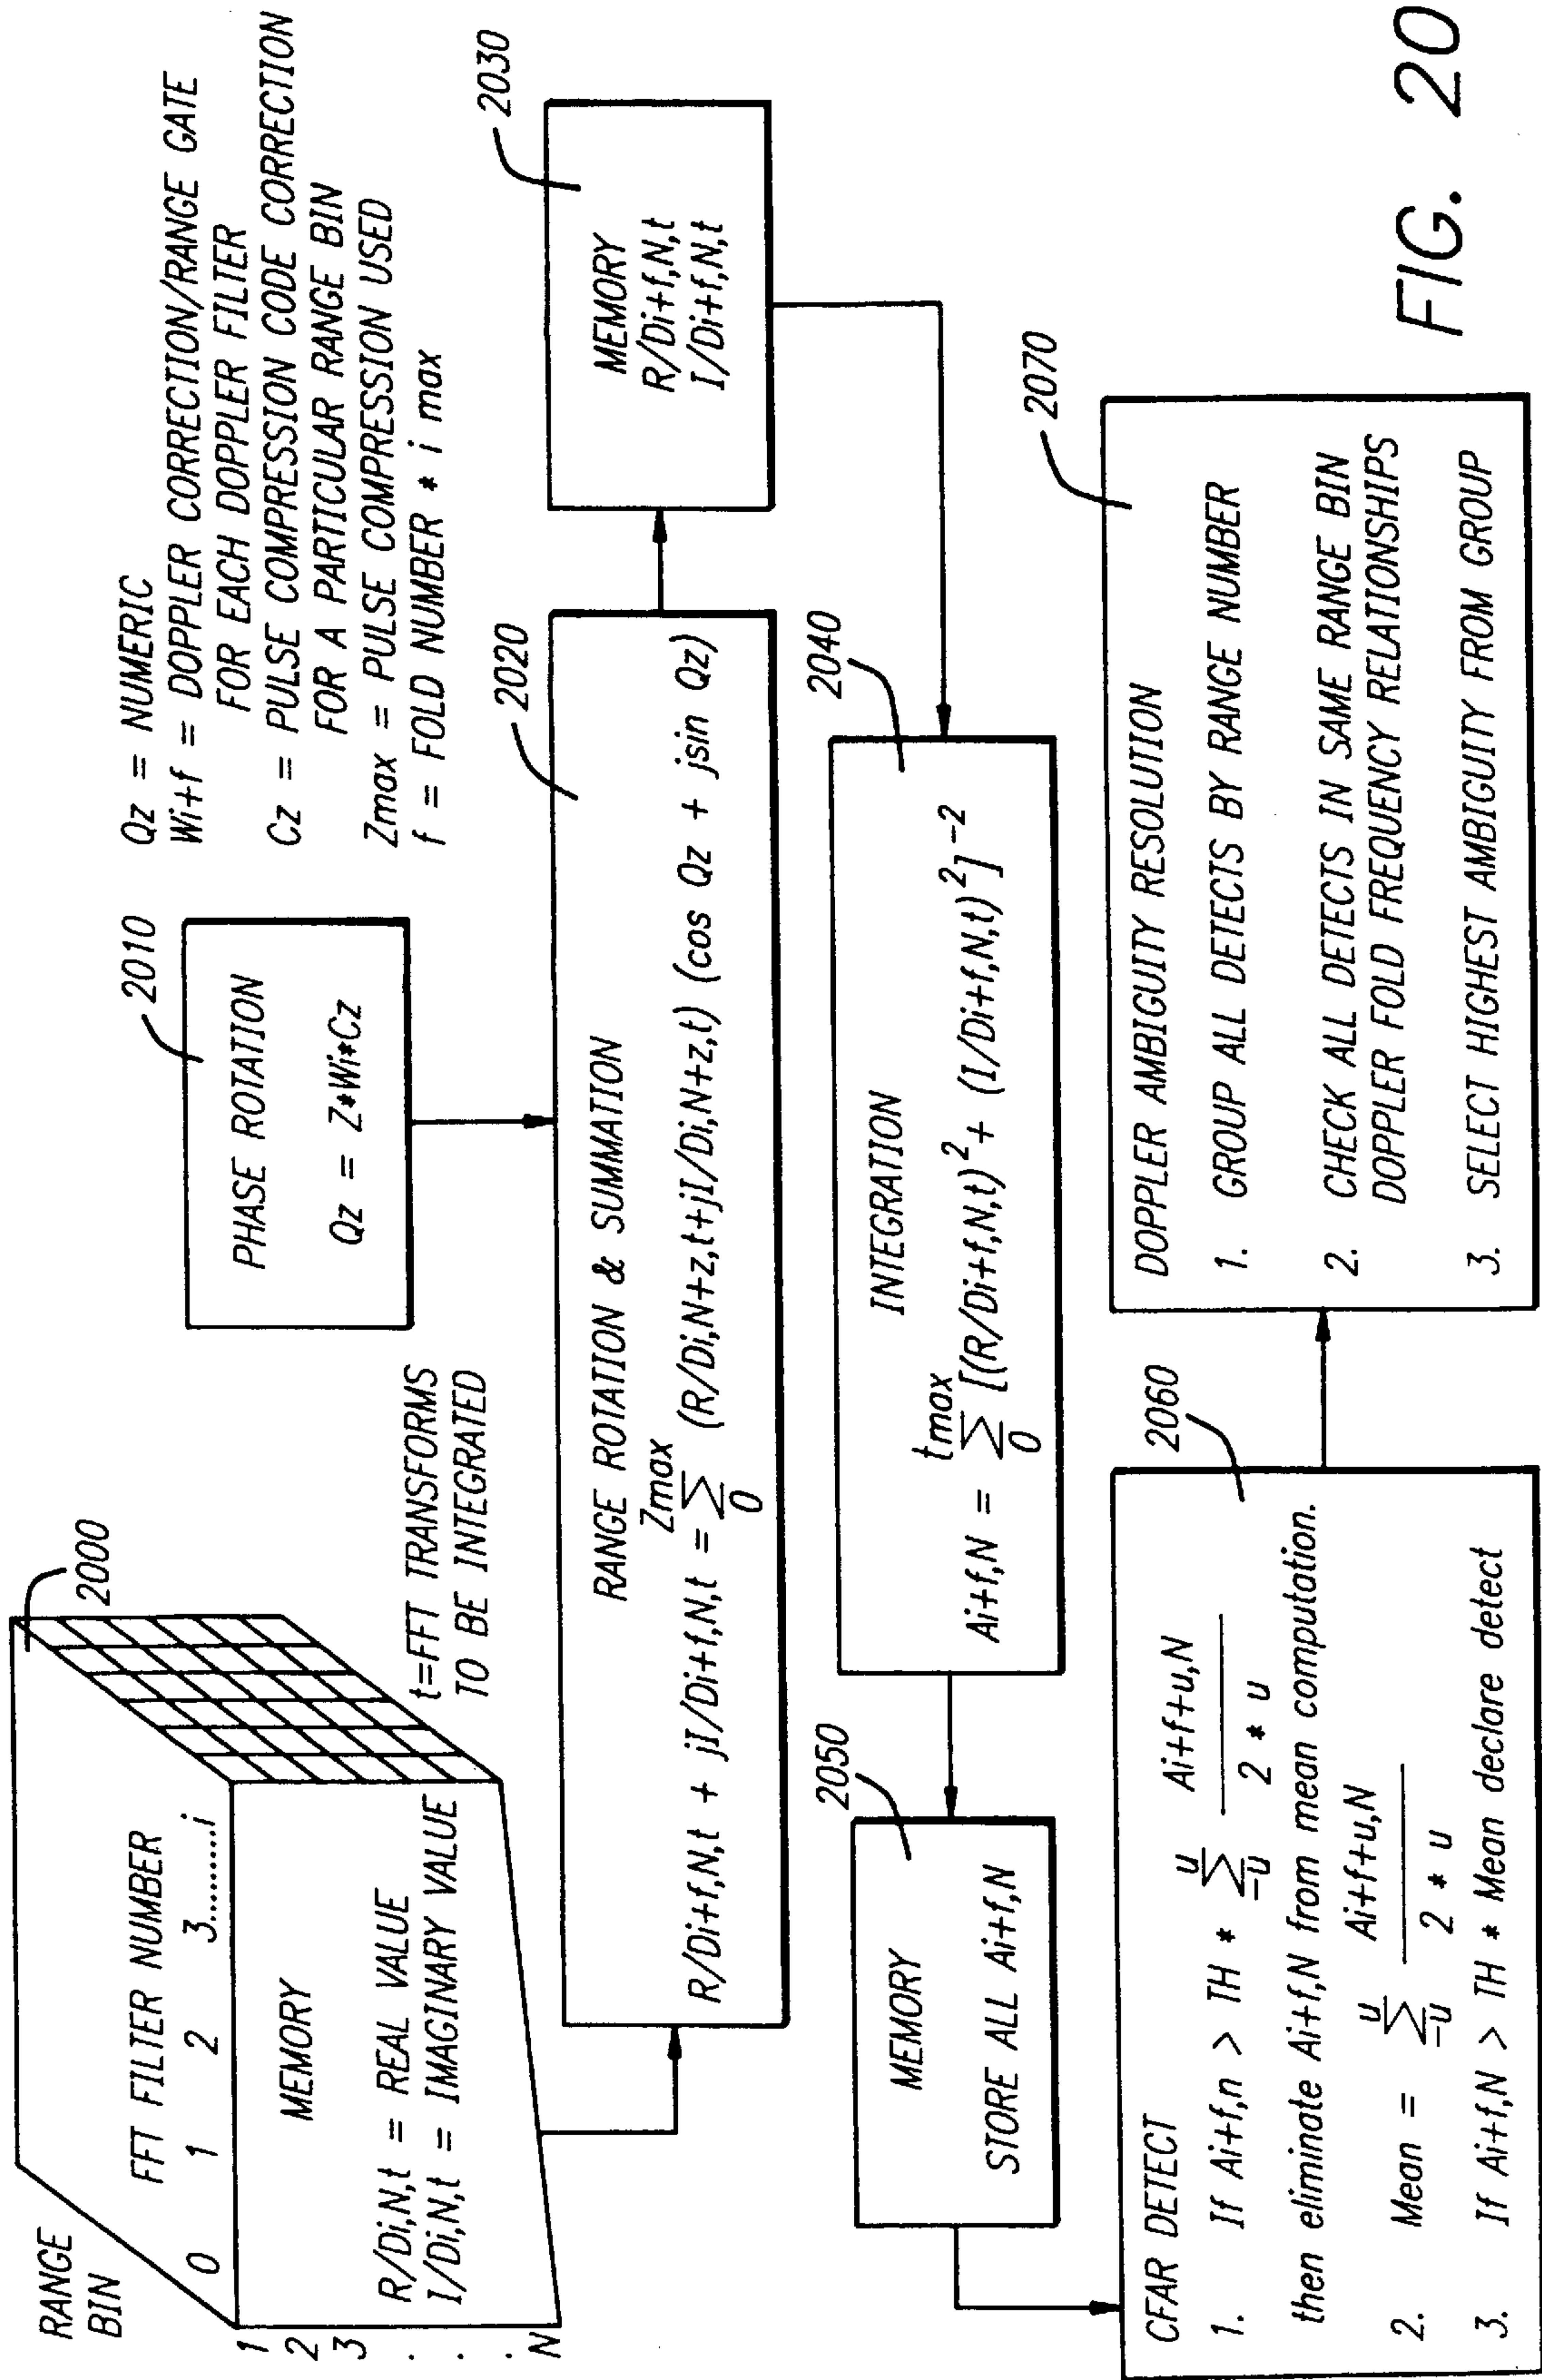 RANGE
BIN
FFT FILTER NUMBER
0 1 2 3.........i
1
2
3
.
.
.
N
MEMORY
R/Di,N,t = REAL VALUE
I/Di,N,t = IMAGINARY VALUE
2000
t=FFT TRANSFORMS
TO BE INTEGRATED
2010
PHASE ROTATION
Qz = Z*Wi*Cz
Qz = NUMERIC
Wi+f = DOPPLER CORRECTION/RANGE GATE
FOR EACH DOPPLER FILTER
Cz = PULSE COMPRESSION CODE CORRECTION
FOR A PARTICULAR RANGE BIN
Zmax = PULSE COMPRESSION USED
f = FOLD NUMBER * i max
2020
RANGE ROTATION & SUMMATION
Zmax
R/Di+f,N,t + jI/Di+f,N,t = ∑ (R/Di,N+z,t+jI/Di,N+z,t) (cos Qz + jsin Qz)
0
2030
MEMORY
R/Di+f,N,t
I/Di+f,N,t
2040
INTEGRATION
tmax
Ai+f,N = ∑ [(R/Di+f,N,t)² + (I/Di+f,N,t)²]⁻²
0
2050
MEMORY
STORE ALL Ai+f,N
2060
CFAR DETECT
1. If Ai+f,n > TH * u∑-u Ai+f+u,N / 2 * u
then eliminate Ai+f,N from mean computation.
2. Mean = u∑-u Ai+f+u,N / 2 * u
3. If Ai+f,N > TH * Mean declare detect
2070
DOPPLER AMBIGUITY RESOLUTION
1. GROUP ALL DETECTS BY RANGE NUMBER
2. CHECK ALL DETECTS IN SAME RANGE BIN
DOPPLER FOLD FREQUENCY RELATIONSHIPS
3. SELECT HIGHEST AMBIGUITY FROM GROUP
FIG. 20